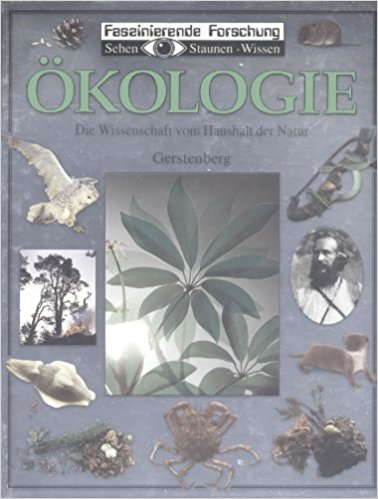 Faszinierende Forschung
Sehen · Staunen · Wissen
ÖKOLOGIE
Die Wissenschaft vom Haushalt der Natur
Gerstenberg